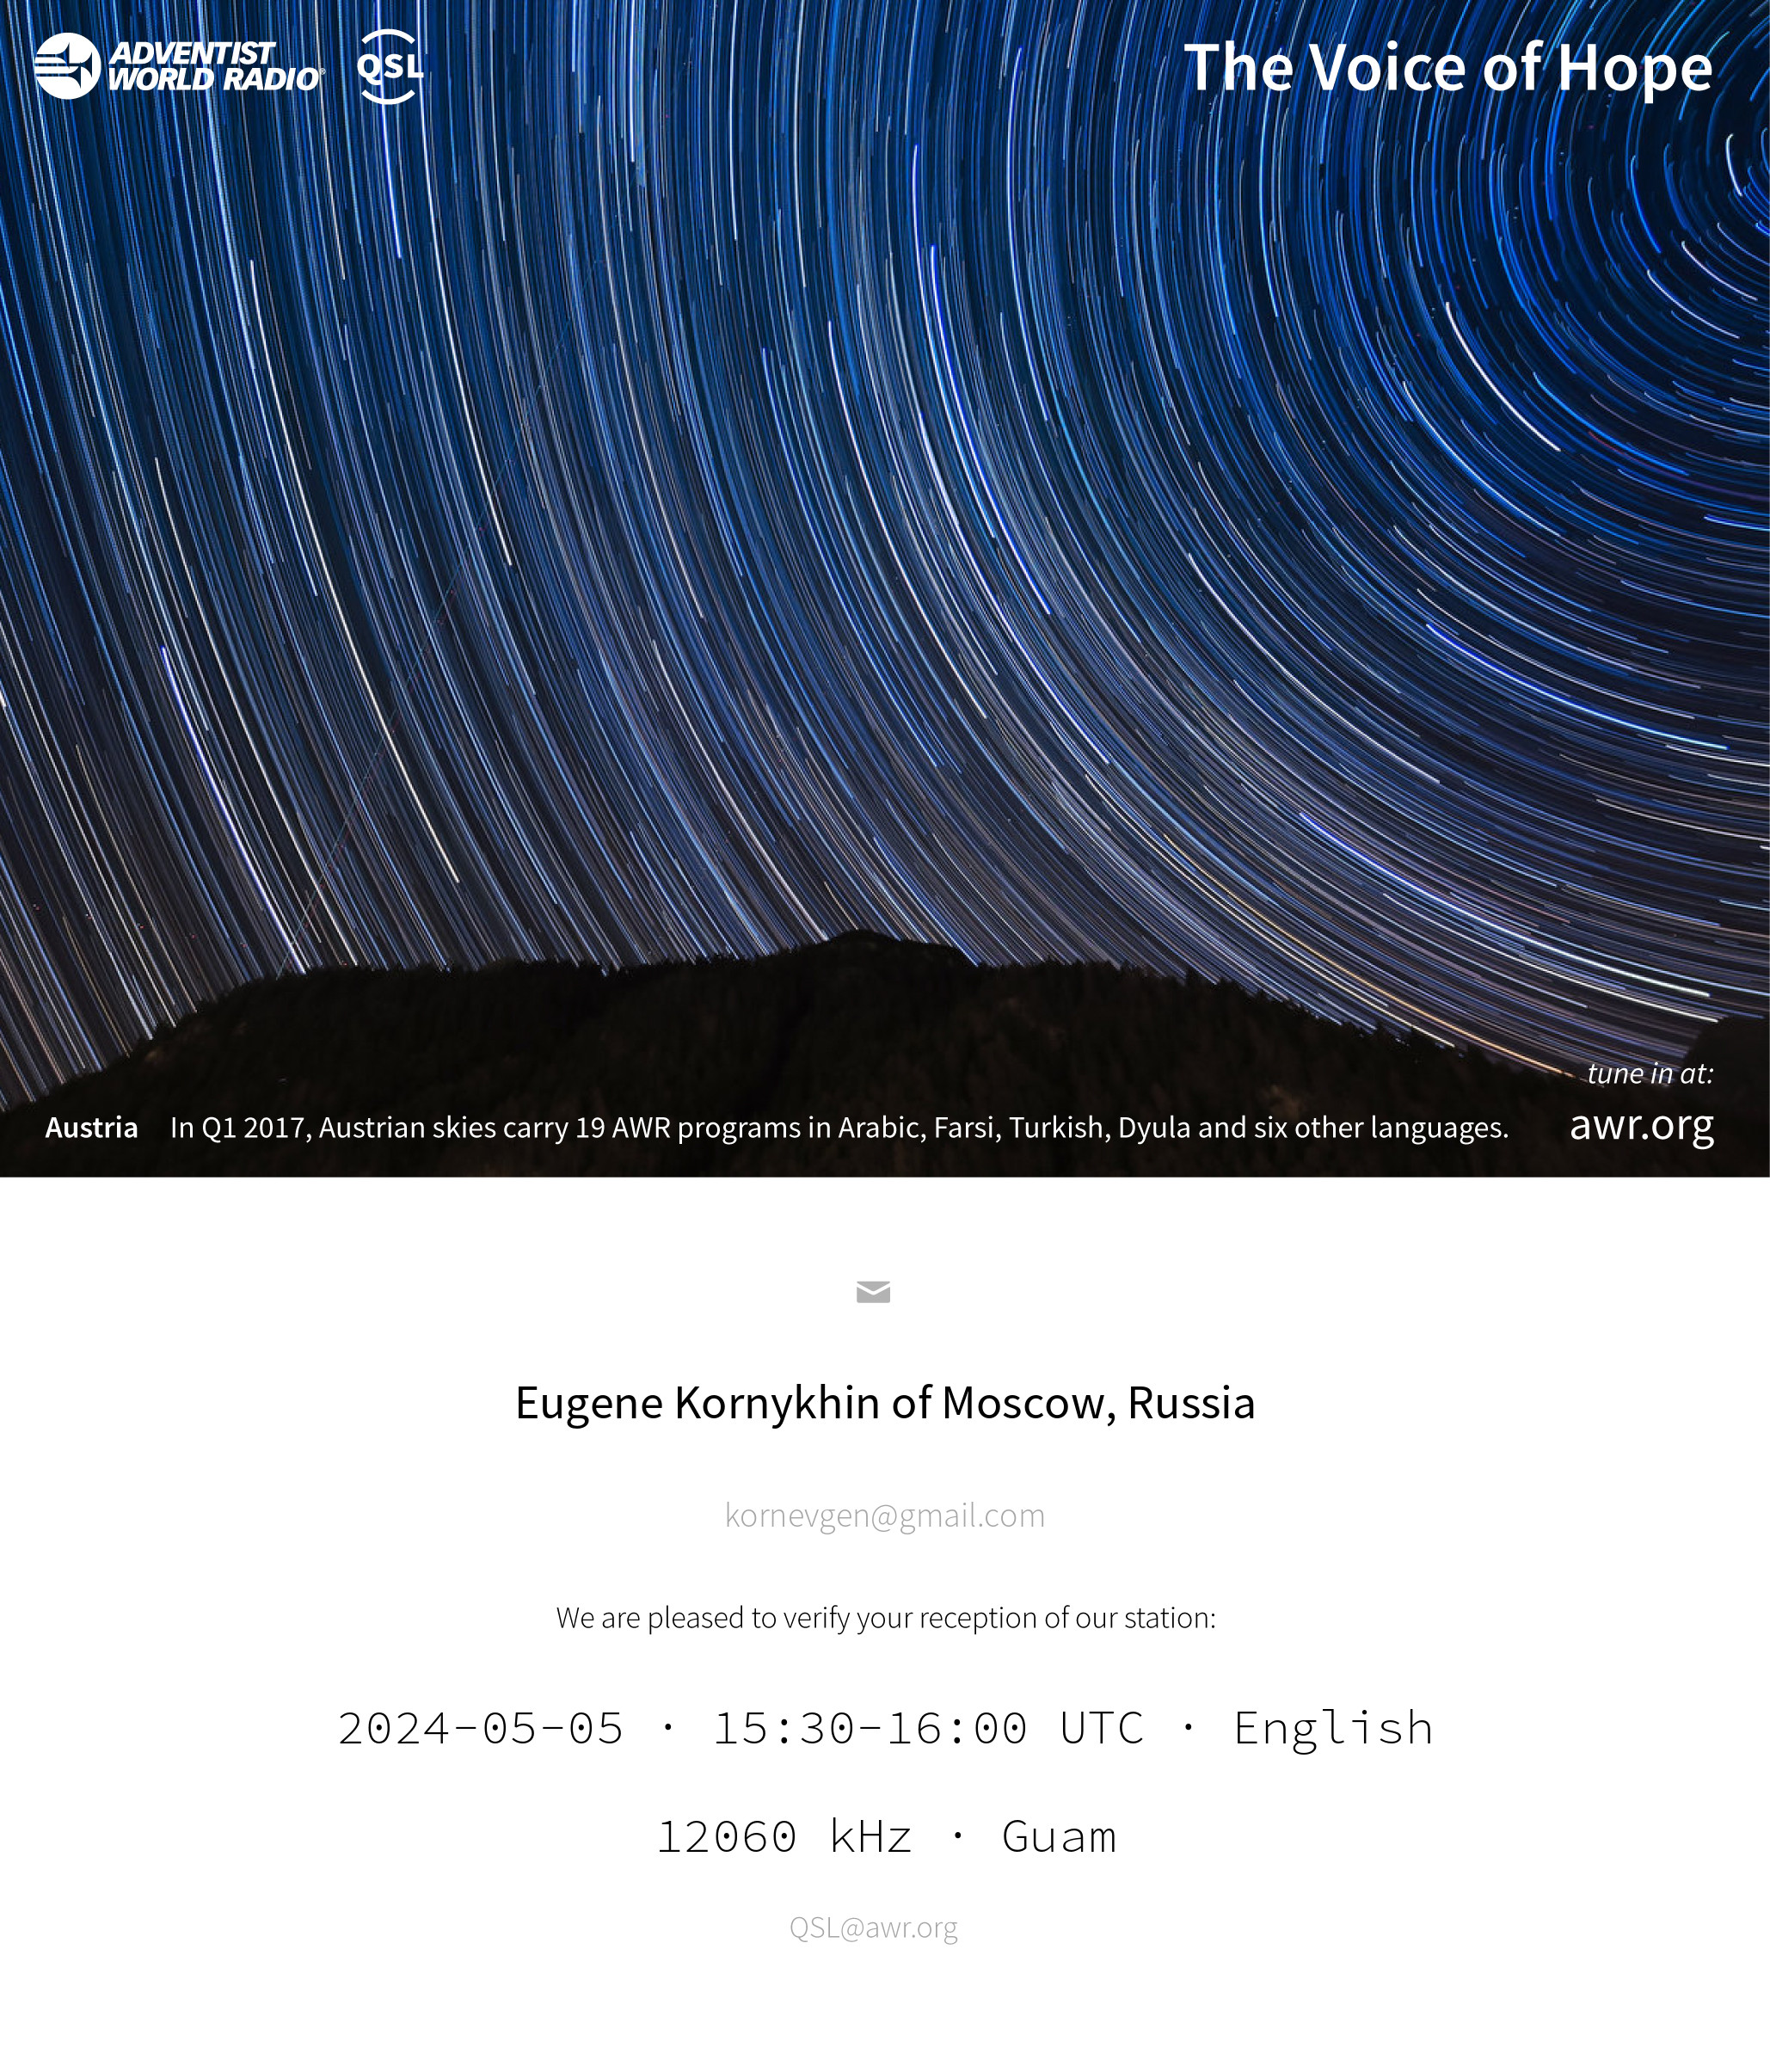 ADVENTIST
WORLD RADIO®
QSL
The Voice of Hope
tune in at:
Austria In Q1 2017, Austrian skies carry 19 AWR programs in Arabic, Farsi, Turkish, Dyula and six other languages.
awr.org
Eugene Kornykhin of Moscow, Russia
kornevgen@gmail.com
We are pleased to verify your reception of our station:
2024-05-05 · 15:30-16:00 UTC · English
12060 kHz · Guam
QSL@awr.org